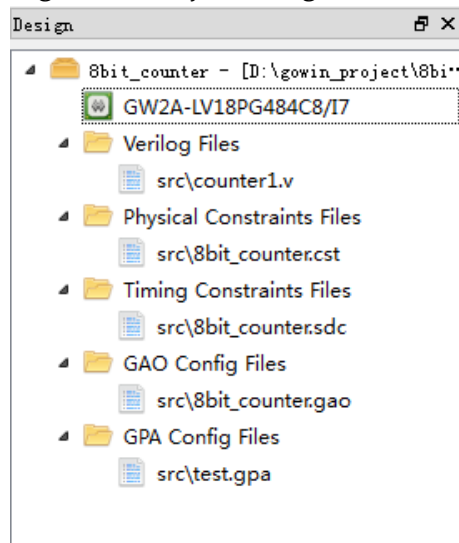 Design
8bit_counter - [D:\gowin_project\8bi…
GW2A-LV18PG484C8/I7
Verilog Files
src\counter1.v
Physical Constraints Files
src\8bit_counter.cst
Timing Constraints Files
src\8bit_counter.sdc
GAO Config Files
src\8bit_counter.gao
GPA Config Files
src\test.gpa